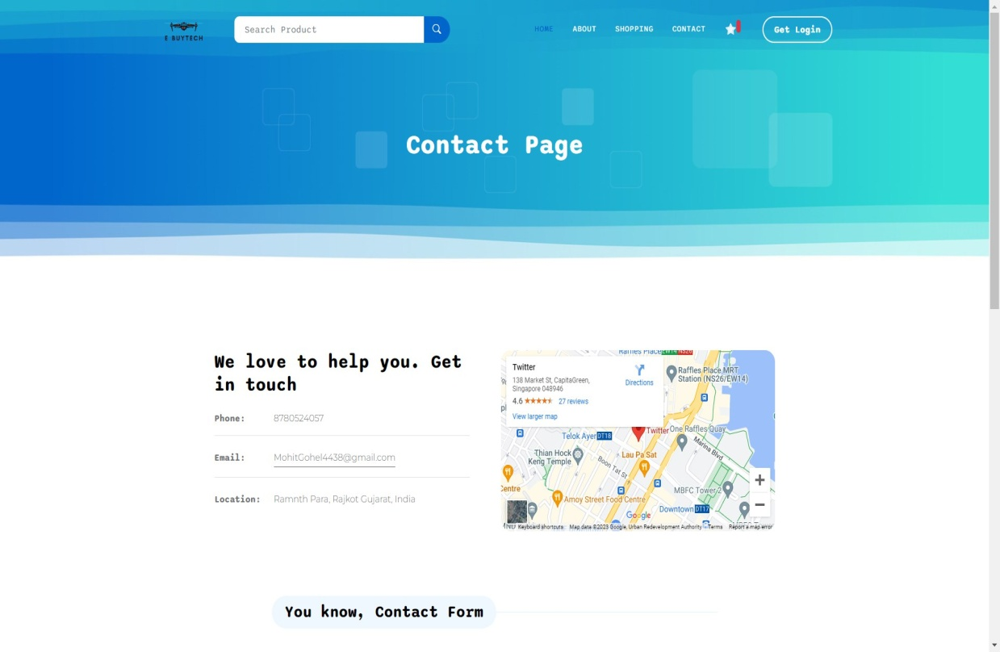 E BUYTECH
Search Product
HOME
ABOUT
SHOPPING
CONTACT
Get Login
Contact Page
We love to help you. Get
in touch
Phone:
8780524057
Email:
MohitGohel4438@gmail.com
Location:
Ramnth Para, Rajkot Gujarat, India
Raffles Place
EW14 NS26
Twitter
138 Market St, CapitaGreen,
Singapore 048946
4.6
27 reviews
View larger map
Directions
Raffles Place MRT
Station (NS26/EW14)
Telok Ayer DT18
Twitter
One Raffles Quay
Thian Hock
Keng Temple
Lau Pa Sat
Boon Tat St
Marina Blvd
Centre
MBFC Tower 2
Amoy Street Food Centre
Downtown DT17
Google
Keyboard shortcuts
Map data ©2023 Google, Urban Redevelopment Authority
Terms
Report a map error
You know, Contact Form